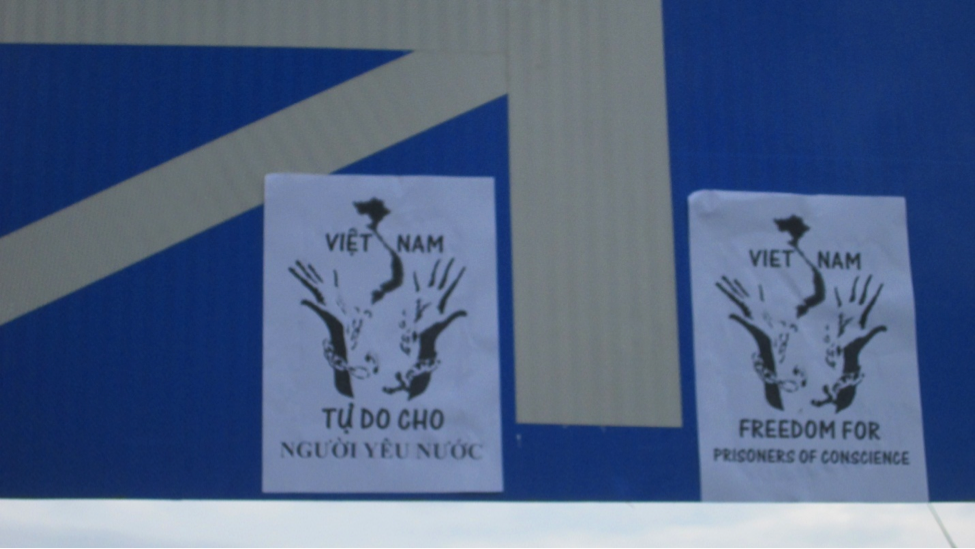 VIỆT NAM
TỰ DO CHO
NGƯỜI YÊU NƯỚC
VIET NAM
FREEDOM FOR
PRISONERS OF CONSCIENCE